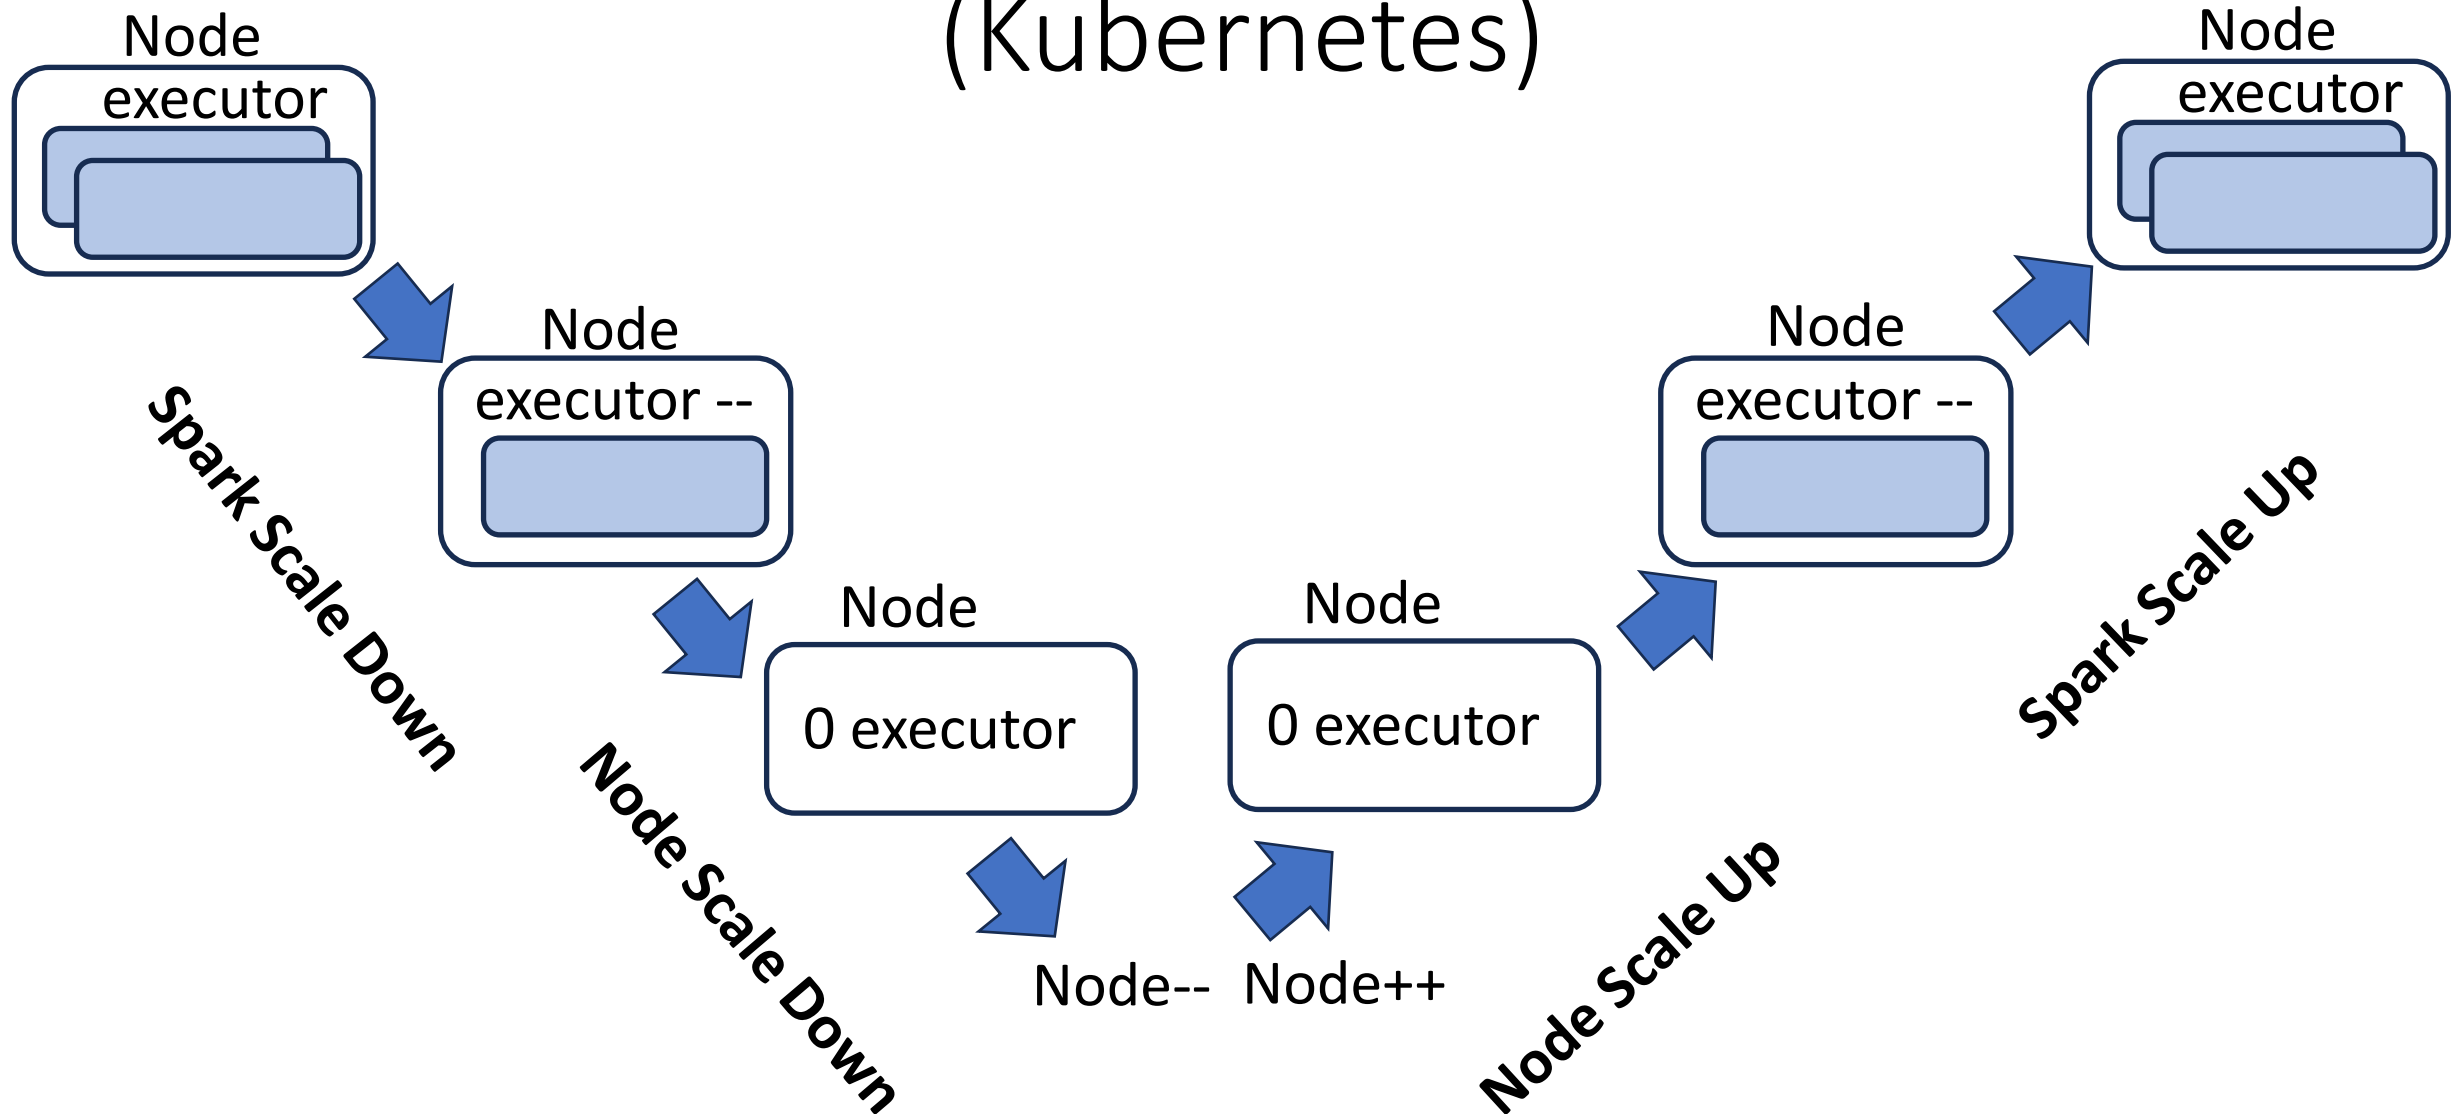 (Kubernetes)
Node
executor
Node
executor
Node
executor --
Node
executor --
Spark Scale Down
Spark Scale Up
Node
0 executor
Node
0 executor
Node Scale Down
Node Scale Up
Node--
Node++